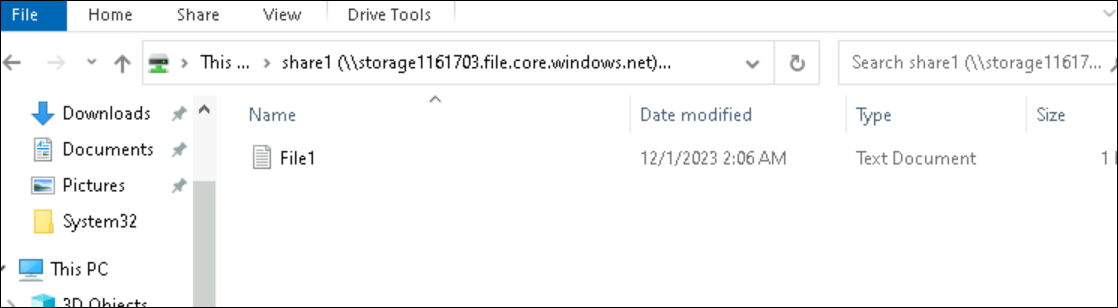 File Home Share View Drive Tools
This ... share1 (\\storage1161703.file.core.windows.net)... Search share1 (\\storage11617...
Downloads
Documents
Pictures
System32
This PC
3D Objects
Name Date modified Type Size
File1 12/1/2023 2:06 AM Text Document 1